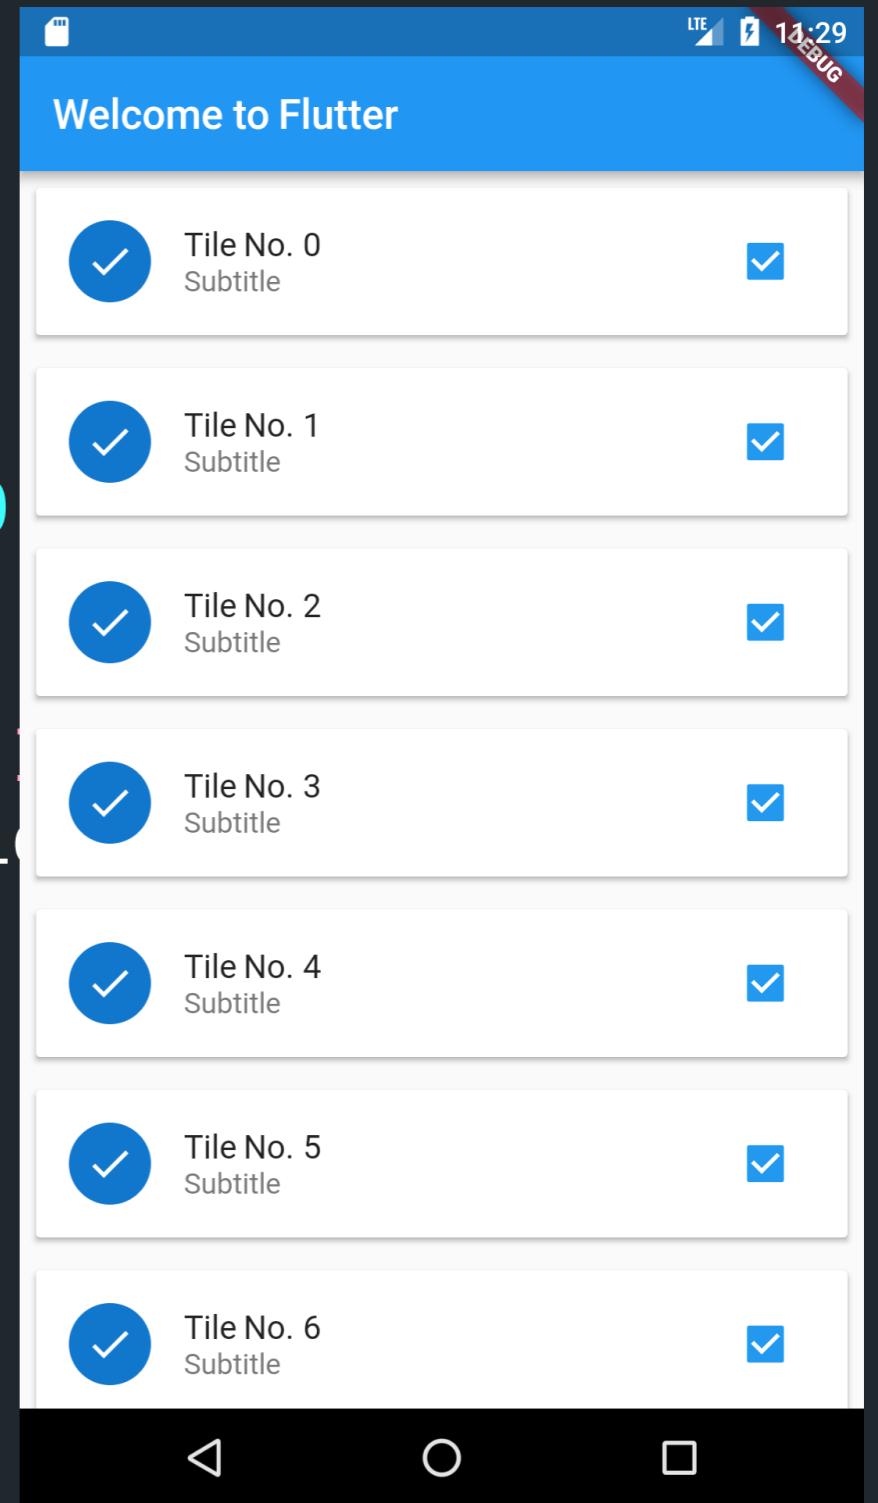 LTE 11:29
DEBUG
Welcome to Flutter
Tile No. 0
Subtitle
Tile No. 1
Subtitle
Tile No. 2
Subtitle
Tile No. 3
Subtitle
Tile No. 4
Subtitle
Tile No. 5
Subtitle
Tile No. 6
Subtitle